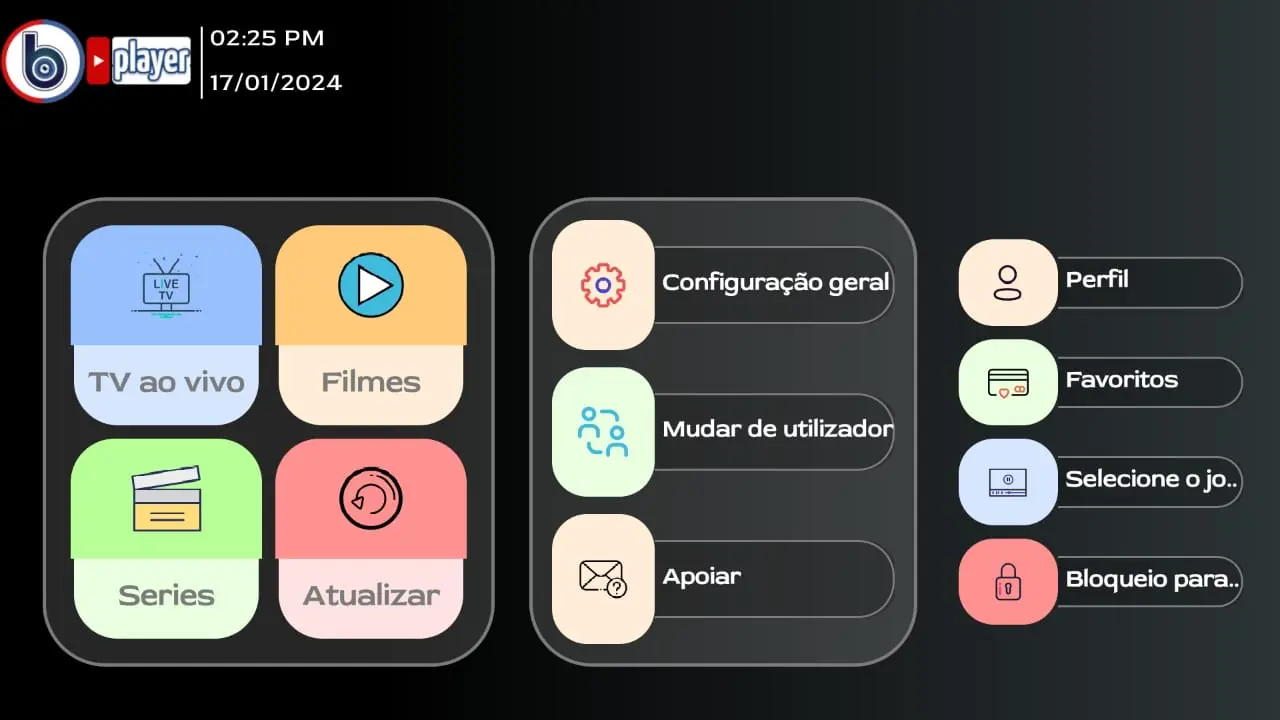 b player
02:25 PM
17/01/2024
LIVE
TV
TV ao vivo
Filmes
Series
Atualizar
Configuração geral
Mudar de utilizador
Apoiar
Perfil
Favoritos
Selecione o jo..
Bloqueio para..